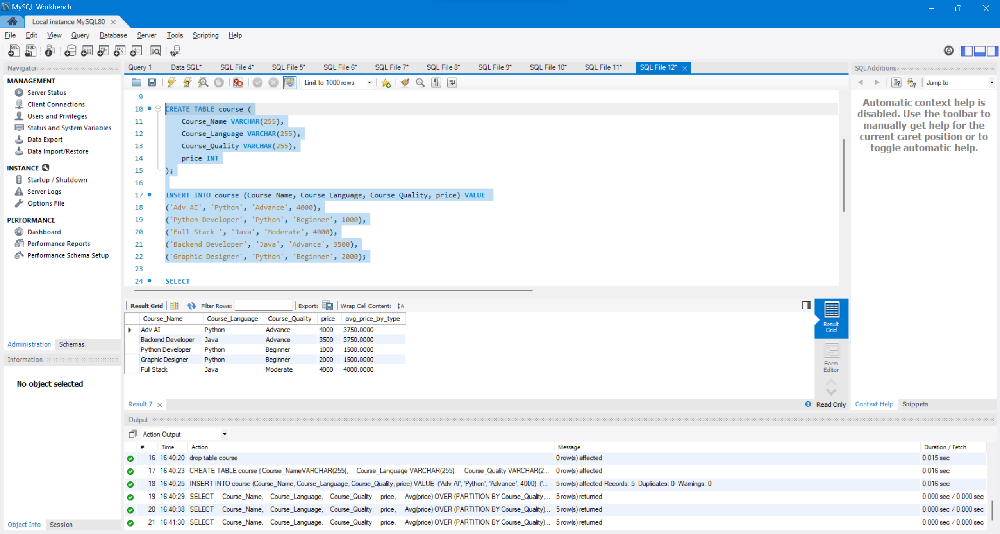 MySQL Workbench
Local instance MySQL80
File Edit View Query Database Server Tools Scripting Help
Navigator
MANAGEMENT
Server Status
Client Connections
Users and Privileges
Status and System Variables
Data Export
Data Import/Restore
INSTANCE
Startup / Shutdown
Server Logs
Options File
PERFORMANCE
Dashboard
Performance Reports
Performance Schema Setup
Administration Schemas
Information
No object selected
Object Info Session
Query 1 Data SQL* SQL File 4* SQL File 5* SQL File 6* SQL File 7* SQL File 8* SQL File 9* SQL File 10* SQL File 11* SQL File 12*
Limit to 1000 rows
9
10 CREATE TABLE course (
11 Course_Name VARCHAR(255),
12 Course_Language VARCHAR(255),
13 Course_Quality VARCHAR(255),
14 price INT
15 );
16
17 INSERT INTO course (Course_Name, Course_Language, Course_Quality, price) VALUE
18 ('Adv AI', 'Python', 'Advance', 4000),
19 ('Python Developer', 'Python', 'Beginner', 1000),
20 ('Full Stack ', 'Java', 'Moderate', 4000),
21 ('Backend Developer', 'Java', 'Advance', 3500),
22 ('Graphic Designer', 'Python', 'Beginner', 2000);
23
24 SELECT
Result Grid Filter Rows: Export: Wrap Cell Content:
Course_Name Course_Language Course_Quality price avg_price_by_type
Adv AI Python Advance 4000 3750.0000
Backend Developer Java Advance 3500 3750.0000
Python Developer Python Beginner 1000 1500.0000
Graphic Designer Python Beginner 2000 1500.0000
Full Stack Java Moderate 4000 4000.0000
Result Grid
Form Editor
Result 7
Read Only
SQLAdditions
Jump to
Automatic context help is
disabled. Use the toolbar to
manually get help for the
current caret position or to
toggle automatic help.
Context Help Snippets
Output
Action Output
# Time Action Message Duration / Fetch
16 16:40:20 drop table course 0 row(s) affected 0.015 sec
17 16:40:23 CREATE TABLE course ( Course_NameVARCHAR(255), Course_Language VARCHAR(255), Course_Quality VARCHAR(2... 0 row(s) affected 0.016 sec
18 16:40:25 INSERT INTO course (Course_Name, Course_Language, Course_Quality, price) VALUE ('Adv AI', 'Python', 'Advance', 4000), ('... 5 row(s) affected Records: 5 Duplicates: 0 Warnings: 0 0.016 sec
19 16:40:29 SELECT Course_Name, Course_Language, Course_Quality, price, Avg(price) OVER (PARTITION BY Course_Quality,... 5 row(s) returned 0.000 sec / 0.000 sec
20 16:40:38 SELECT Course_Name, Course_Language, Course_Quality, price, Avg(price) OVER (PARTITION BY Course_Quality)... 5 row(s) returned 0.000 sec / 0.000 sec
21 16:41:30 SELECT Course_Name, Course_Language, Course_Quality, price, Avg(price) OVER (PARTITION BY Course_Quality)... 5 row(s) returned 0.000 sec / 0.000 sec